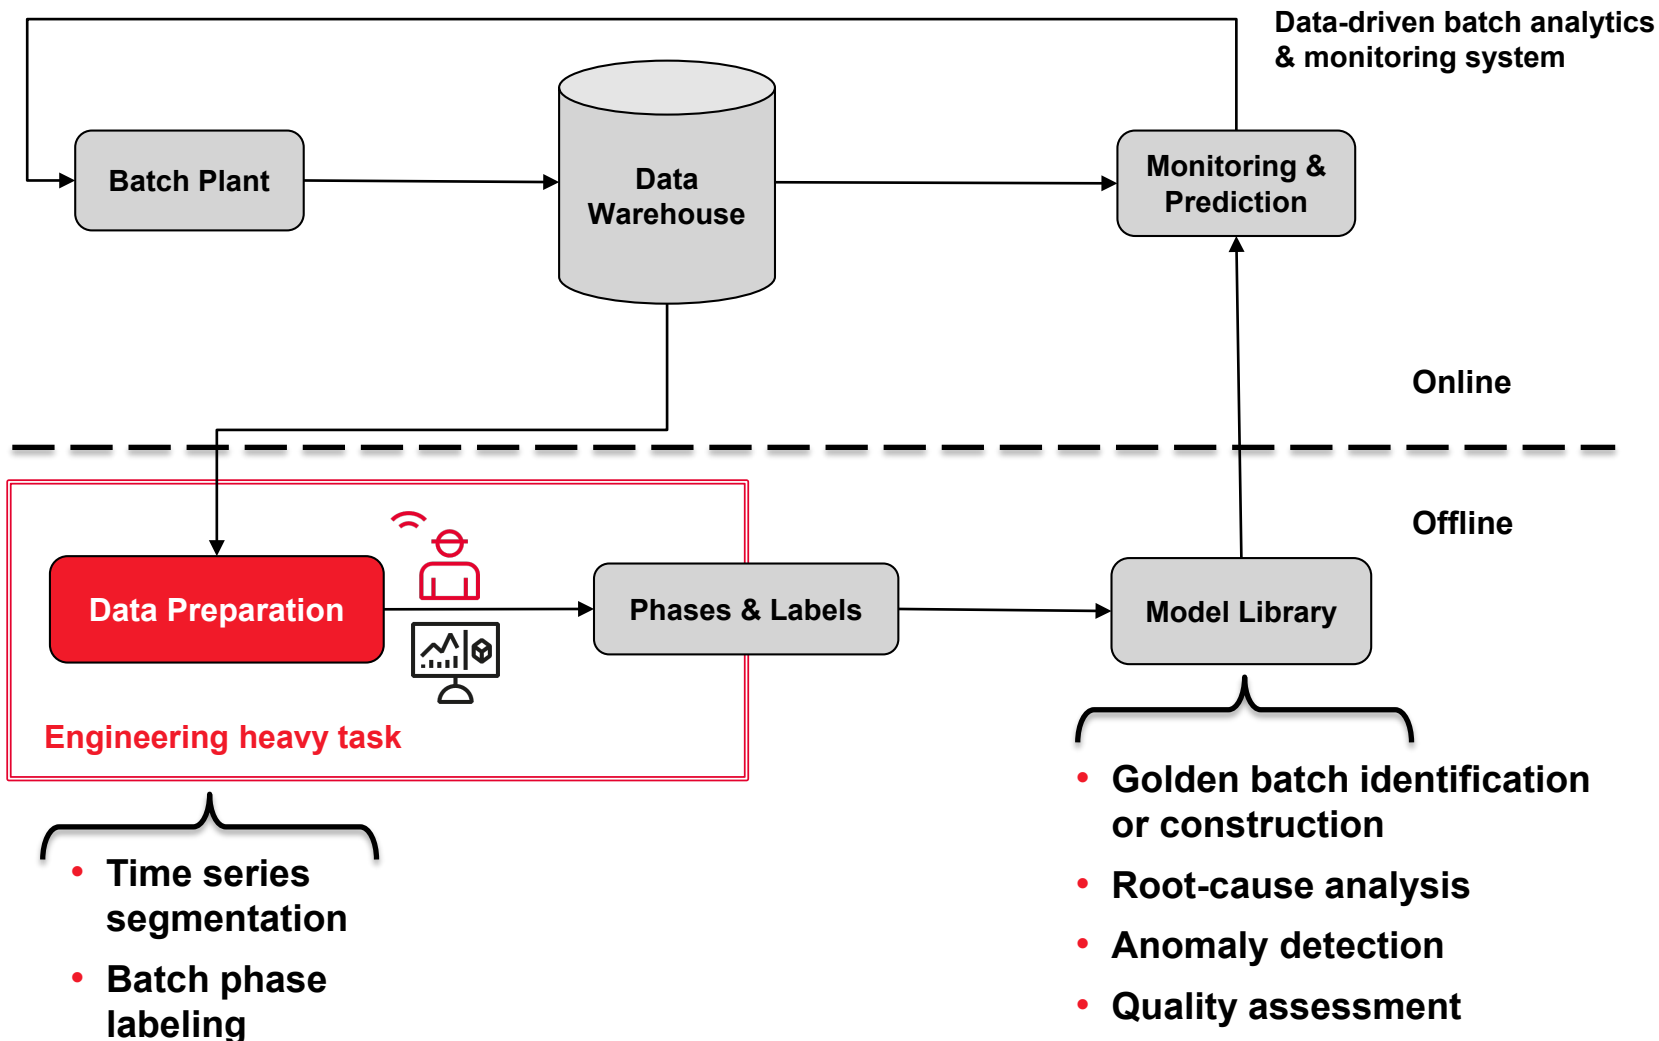 Data-driven batch analytics
& monitoring system
Batch Plant
Data
Warehouse
Monitoring &
Prediction
Online
Offline
Data Preparation
Phases & Labels
Model Library
Engineering heavy task
• Time series
segmentation
• Batch phase
labeling
• Golden batch identification
or construction
• Root-cause analysis
• Anomaly detection
• Quality assessment